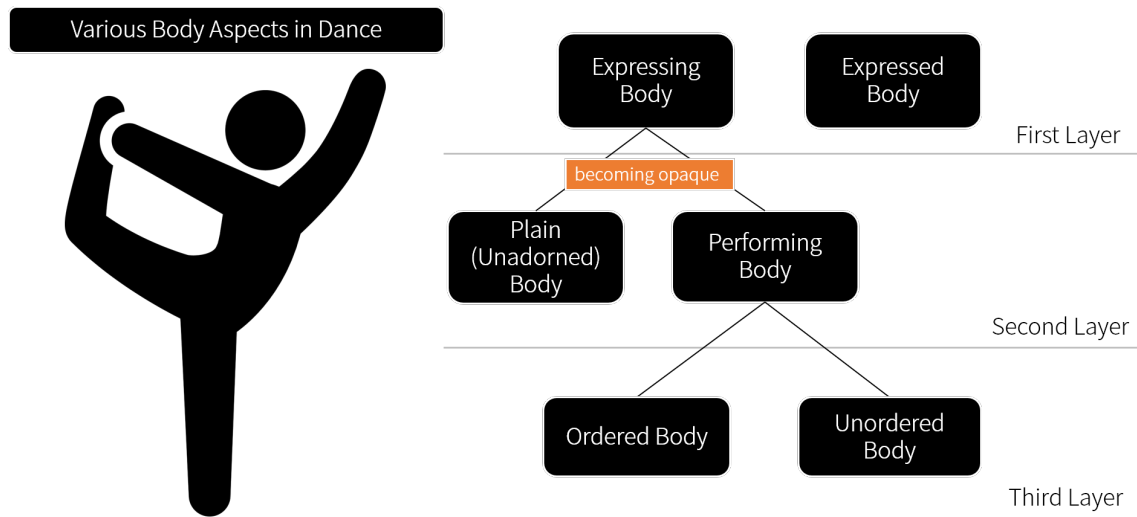 Various Body Aspects in Dance
Expressing
Body
Expressed
Body
First Layer
becoming opaque
Plain
(Unadorned)
Body
Performing
Body
Second Layer
Ordered Body
Unordered
Body
Third Layer